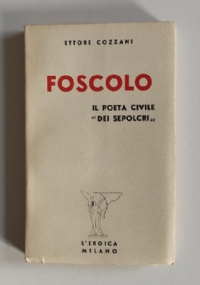 ETTORE COZZANI
FOSCOLO
IL POETA CIVILE
"DEI SEPOLCRI„
L'EROICA
MILANO